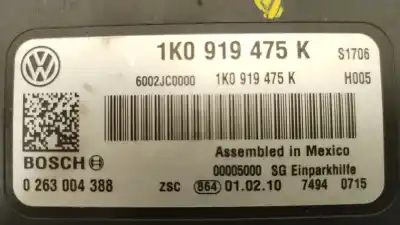 1K0 919 475 K S1706
6002JC0000 1K0 919 475 K H005
BOSCH
Assembled in Mexico
00005000 SG Einparkhilfe
0 263 004 388 ZSC 864 01.02.10 7494 0715